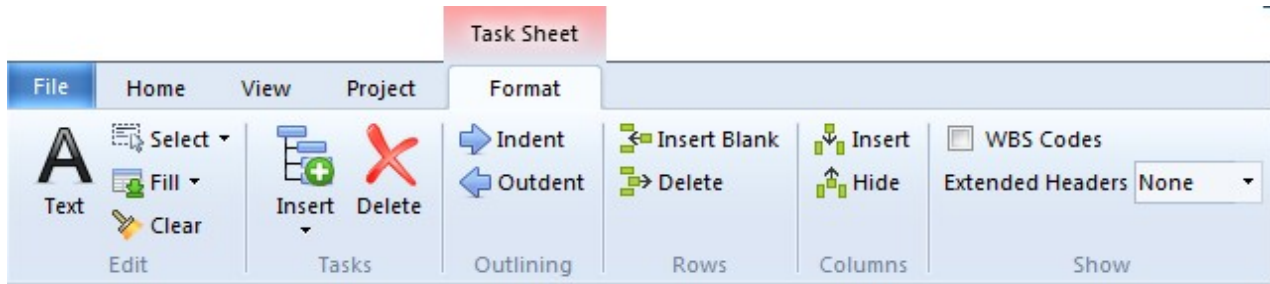 Task Sheet
File Home View Project Format
Text Select Insert Delete Indent Insert Blank Insert WBS Codes
Fill Outdent Delete Hide Extended Headers None
Clear
Edit Tasks Outlining Rows Columns Show